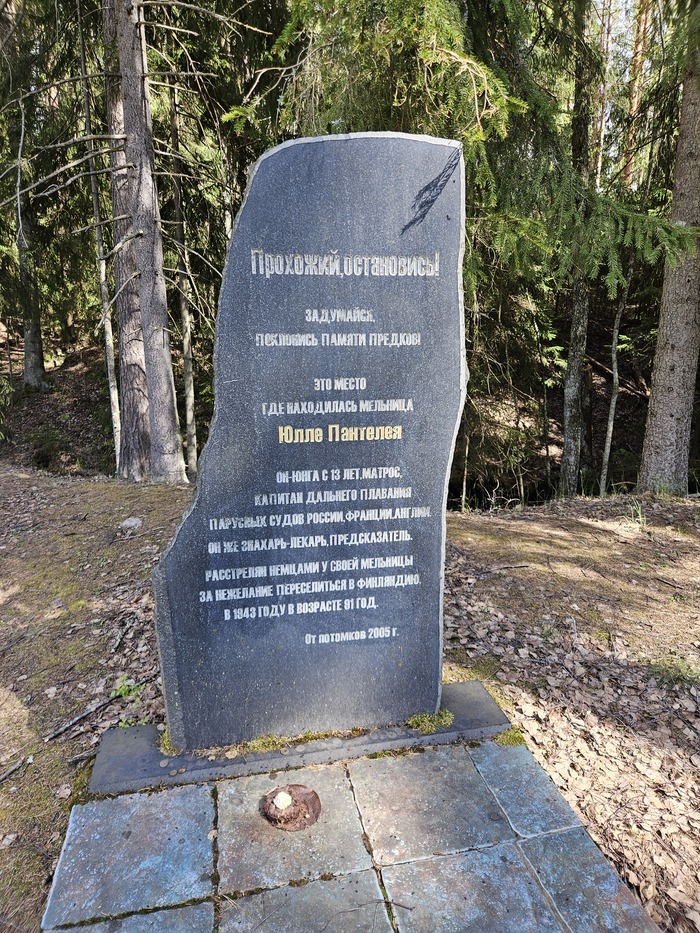 Прохожий, остановись!
ЗАДУМАЙСЯ,
ПОКЛОНИСЬ ПАМЯТИ ПРЕДКОВ!
ЭТО МЕСТО
ГДЕ НАХОДИЛАСЬ МЕЛЬНИЦА
Юлле Пантелея
ОН-ЮНГА С 13 ЛЕТ, МАТРОС,
КАПИТАН ДАЛЬНЕГО ПЛАВАНИЯ
ПАРУСНЫХ СУДОВ РОССИИ, ФРАНЦИИ, АНГЛИИ.
ОН ЖЕ ЗНАХАРЬ-ЛЕКАРЬ, ПРЕДСКАЗАТЕЛЬ.
РАССТРЕЛЯН НЕМЦАМИ У СВОЕЙ МЕЛЬНИЦЫ
ЗА НЕЖЕЛАНИЕ ПЕРЕСЕЛИТЬСЯ В ФИНЛЯНДИЮ.
В 1943 ГОДУ В ВОЗРАСТЕ 91 ГОД.
От потомков 2005 г.